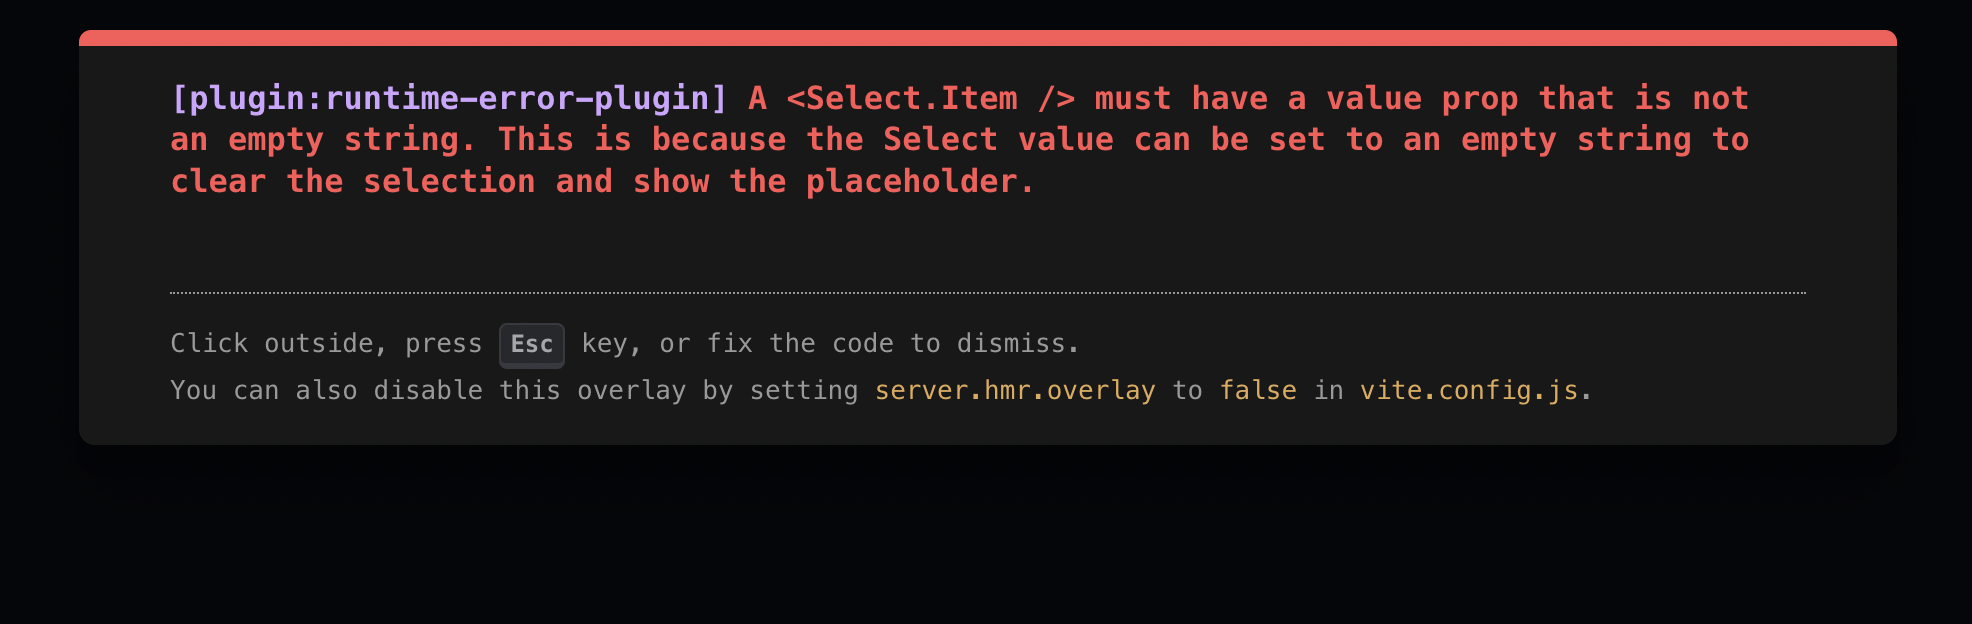 [plugin:runtime-error-plugin] A <Select.Item /> must have a value prop that is not
an empty string. This is because the Select value can be set to an empty string to
clear the selection and show the placeholder.
Click outside, press Esc key, or fix the code to dismiss.
You can also disable this overlay by setting server.hmr.overlay to false in vite.config.js.